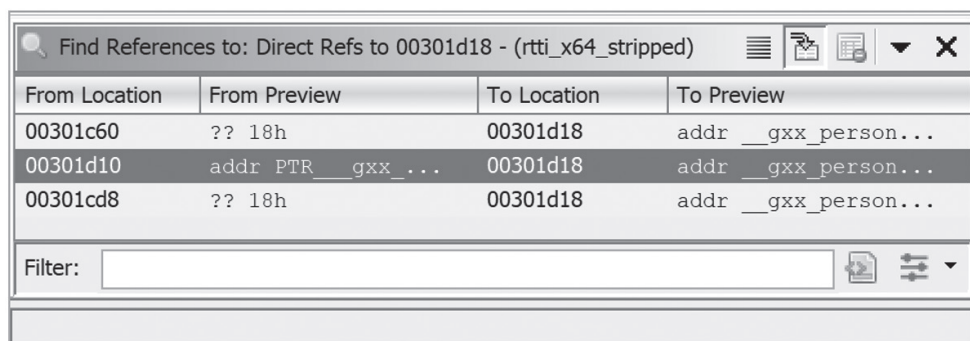 Find References to: Direct Refs to 00301d18 - (rtti_x64_stripped)
From Location From Preview To Location To Preview
00301c60 ?? 18h 00301d18 addr __gxx_person...
00301d10 addr PTR___gxx_... 00301d18 addr __gxx_person...
00301cd8 ?? 18h 00301d18 addr __gxx_person...
Filter: